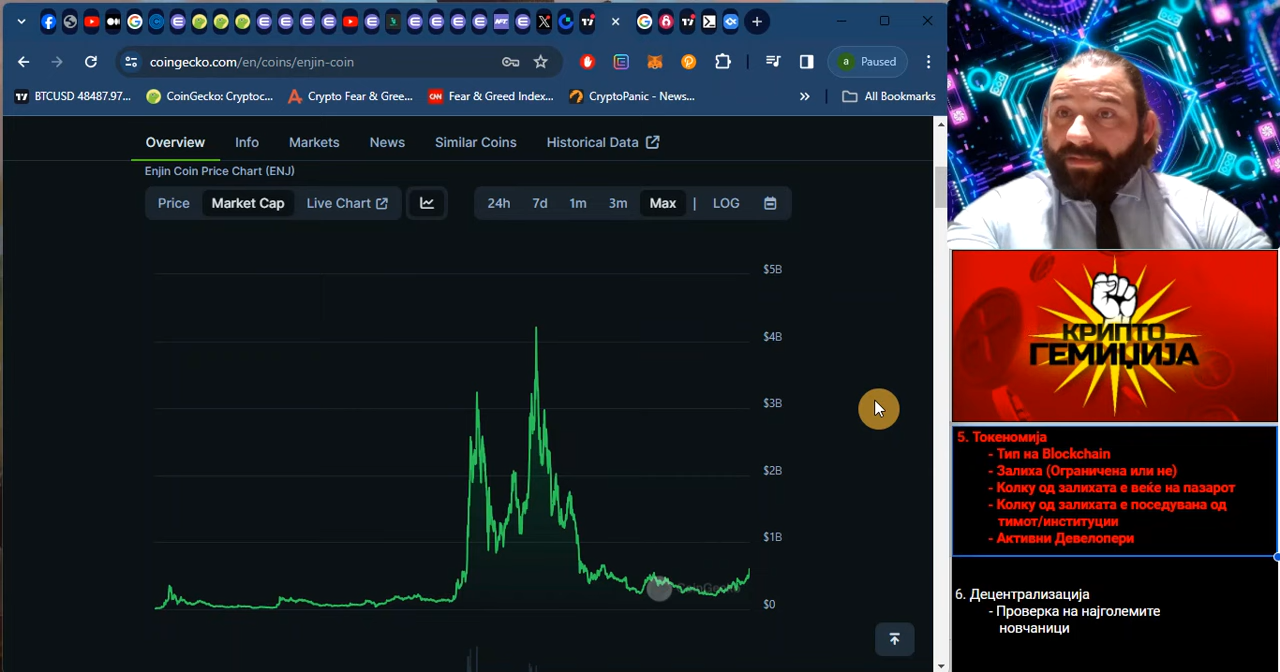 coingecko.com/en/coins/enjin-coin
a Paused
BTCUSD 48487.97...
CoinGecko: Cryptoc...
Crypto Fear & Gree...
Fear & Greed Index...
CryptoPanic - News...
»
All Bookmarks
Overview
Info
Markets
News
Similar Coins
Historical Data
Enjin Coin Price Chart (ENJ)
Price
Market Cap
Live Chart
24h
7d
1m
3m
Max
|
LOG
$5B
$4B
$3B
$2B
$1B
$0
КРИПТО
ГЕМИЏИЈА
5. Токеномија
- Тип на Blockchain
- Залиха (Ограничена или не)
- Колку од залихата е веќе на пазарот
- Колку од залихата е поседувана од
тимот/институции
- Активни Девелопери
6. Децентрализација
- Проверка на најголемите
новчаници